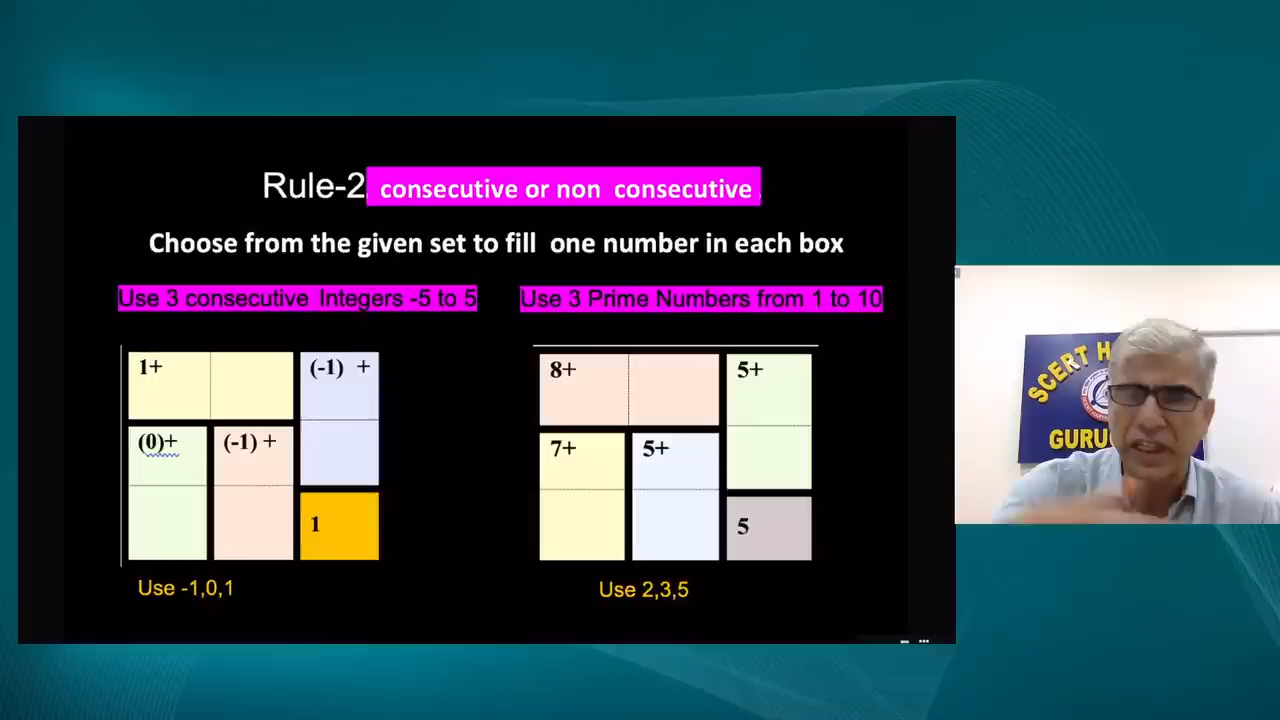 Rule-2. consecutive or non consecutive .
Choose from the given set to fill one number in each box
Use 3 consecutive Integers -5 to 5
Use 3 Prime Numbers from 1 to 10
1+
(-1) +
(0)+
(-1) +
1
Use -1,0,1
8+
5+
7+
5+
5
Use 2,3,5
SCERT H
GURU